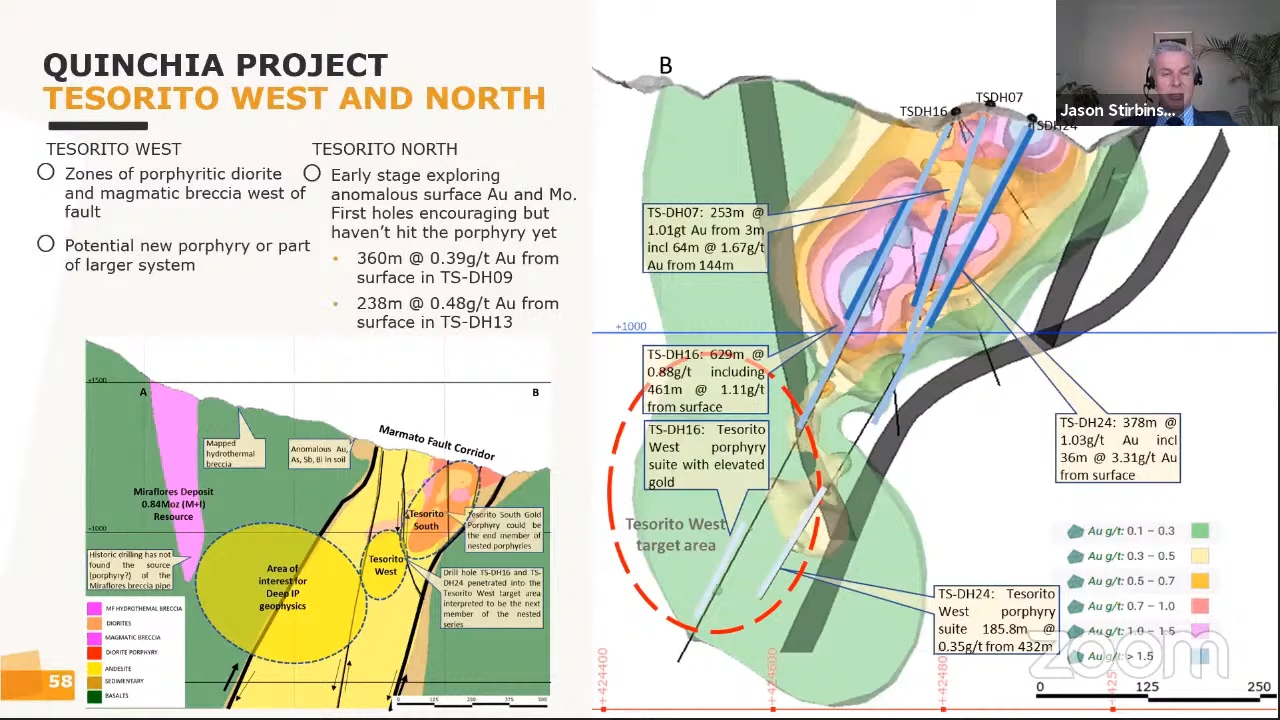 QUINCHIA PROJECT
TESORITO WEST AND NORTH
TESORITO WEST
Zones of porphyritic diorite
and magmatic breccia west of
fault
Potential new porphyry or part
of larger system
TESORITO NORTH
Early stage exploring
anomalous surface Au and Mo.
First holes encouraging but
haven't hit the porphyry yet
360m @ 0.39g/t Au from
surface in TS-DH09
238m @ 0.48g/t Au from
surface in TS-DH13
+1500
A
B
Marmato Fault Corridor
Mapped
hydrothermal
breccia
Anomalous Au,
As, Sb, Bi in soil
Miraflores Deposit
0.84Moz (M+I)
Resource
+1000
Tesorito
South
Tesorito South Gold
Porphyry could be
the end member of
nested porphyries
Historic drilling has not
found the source
(porphyry?) of the
Miraflores breccia pipe
Area of
interest for
Deep IP
geophysics
Tesorito
West
Drill hole TS-DH16 and TS-
DH24 penetrated into the
Tesorito West target area
interpreted to be the next
member of the nested
series
MF HYDROTHEMAL BRECCIA
DIORITES
MAGMATIC BRECCIA
DIORITE PORPHYRY
ANDESITE
SEDIMENTARY
BASALTS
0 125 250 375 500
58
B
TSDH16
TSDH07
TSDH24
TS-DH07: 253m @
1.01gt Au from 3m
incl 64m @ 1.67g/t
Au from 144m
+1000
TS-DH16: 629m @
0.88g/t including
461m @ 1.11g/t
from surface
TS-DH16: Tesorito
West porphyry
suite with elevated
gold
Tesorito West
target area
TS-DH24: 378m @
1.03g/t Au incl
36m @ 3.31g/t Au
from surface
TS-DH24: Tesorito
West porphyry
suite 185.8m @
0.35g/t from 432m
Au g/t: 0.1 – 0.3
Au g/t: 0.3 – 0.5
Au g/t: 0.5 – 0.7
Au g/t: 0.7 – 1.0
Au g/t: 1.0 – 1.5
Au g/t: > 1.5
zoom
+424400
+424600
+424800
0 125 250
Jason Stirbins...